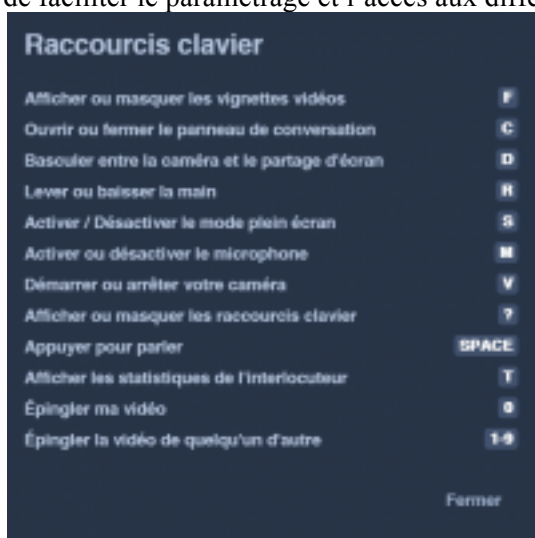 de faciliter le paramétrage et l'accès aux diffé
Raccourcis clavier
Afficher ou masquer les vignettes vidéos F
Ouvrir ou fermer le panneau de conversation C
Basculer entre la caméra et le partage d'écran D
Lever ou baisser la main R
Activer / Désactiver le mode plein écran S
Activer ou désactiver le microphone M
Démarrer ou arrêter votre caméra V
Afficher ou masquer les raccourcis clavier ?
Appuyer pour parler SPACE
Afficher les statistiques de l'interlocuteur T
Épingler ma vidéo 0
Épingler la vidéo de quelqu'un d'autre 1-9
Fermer